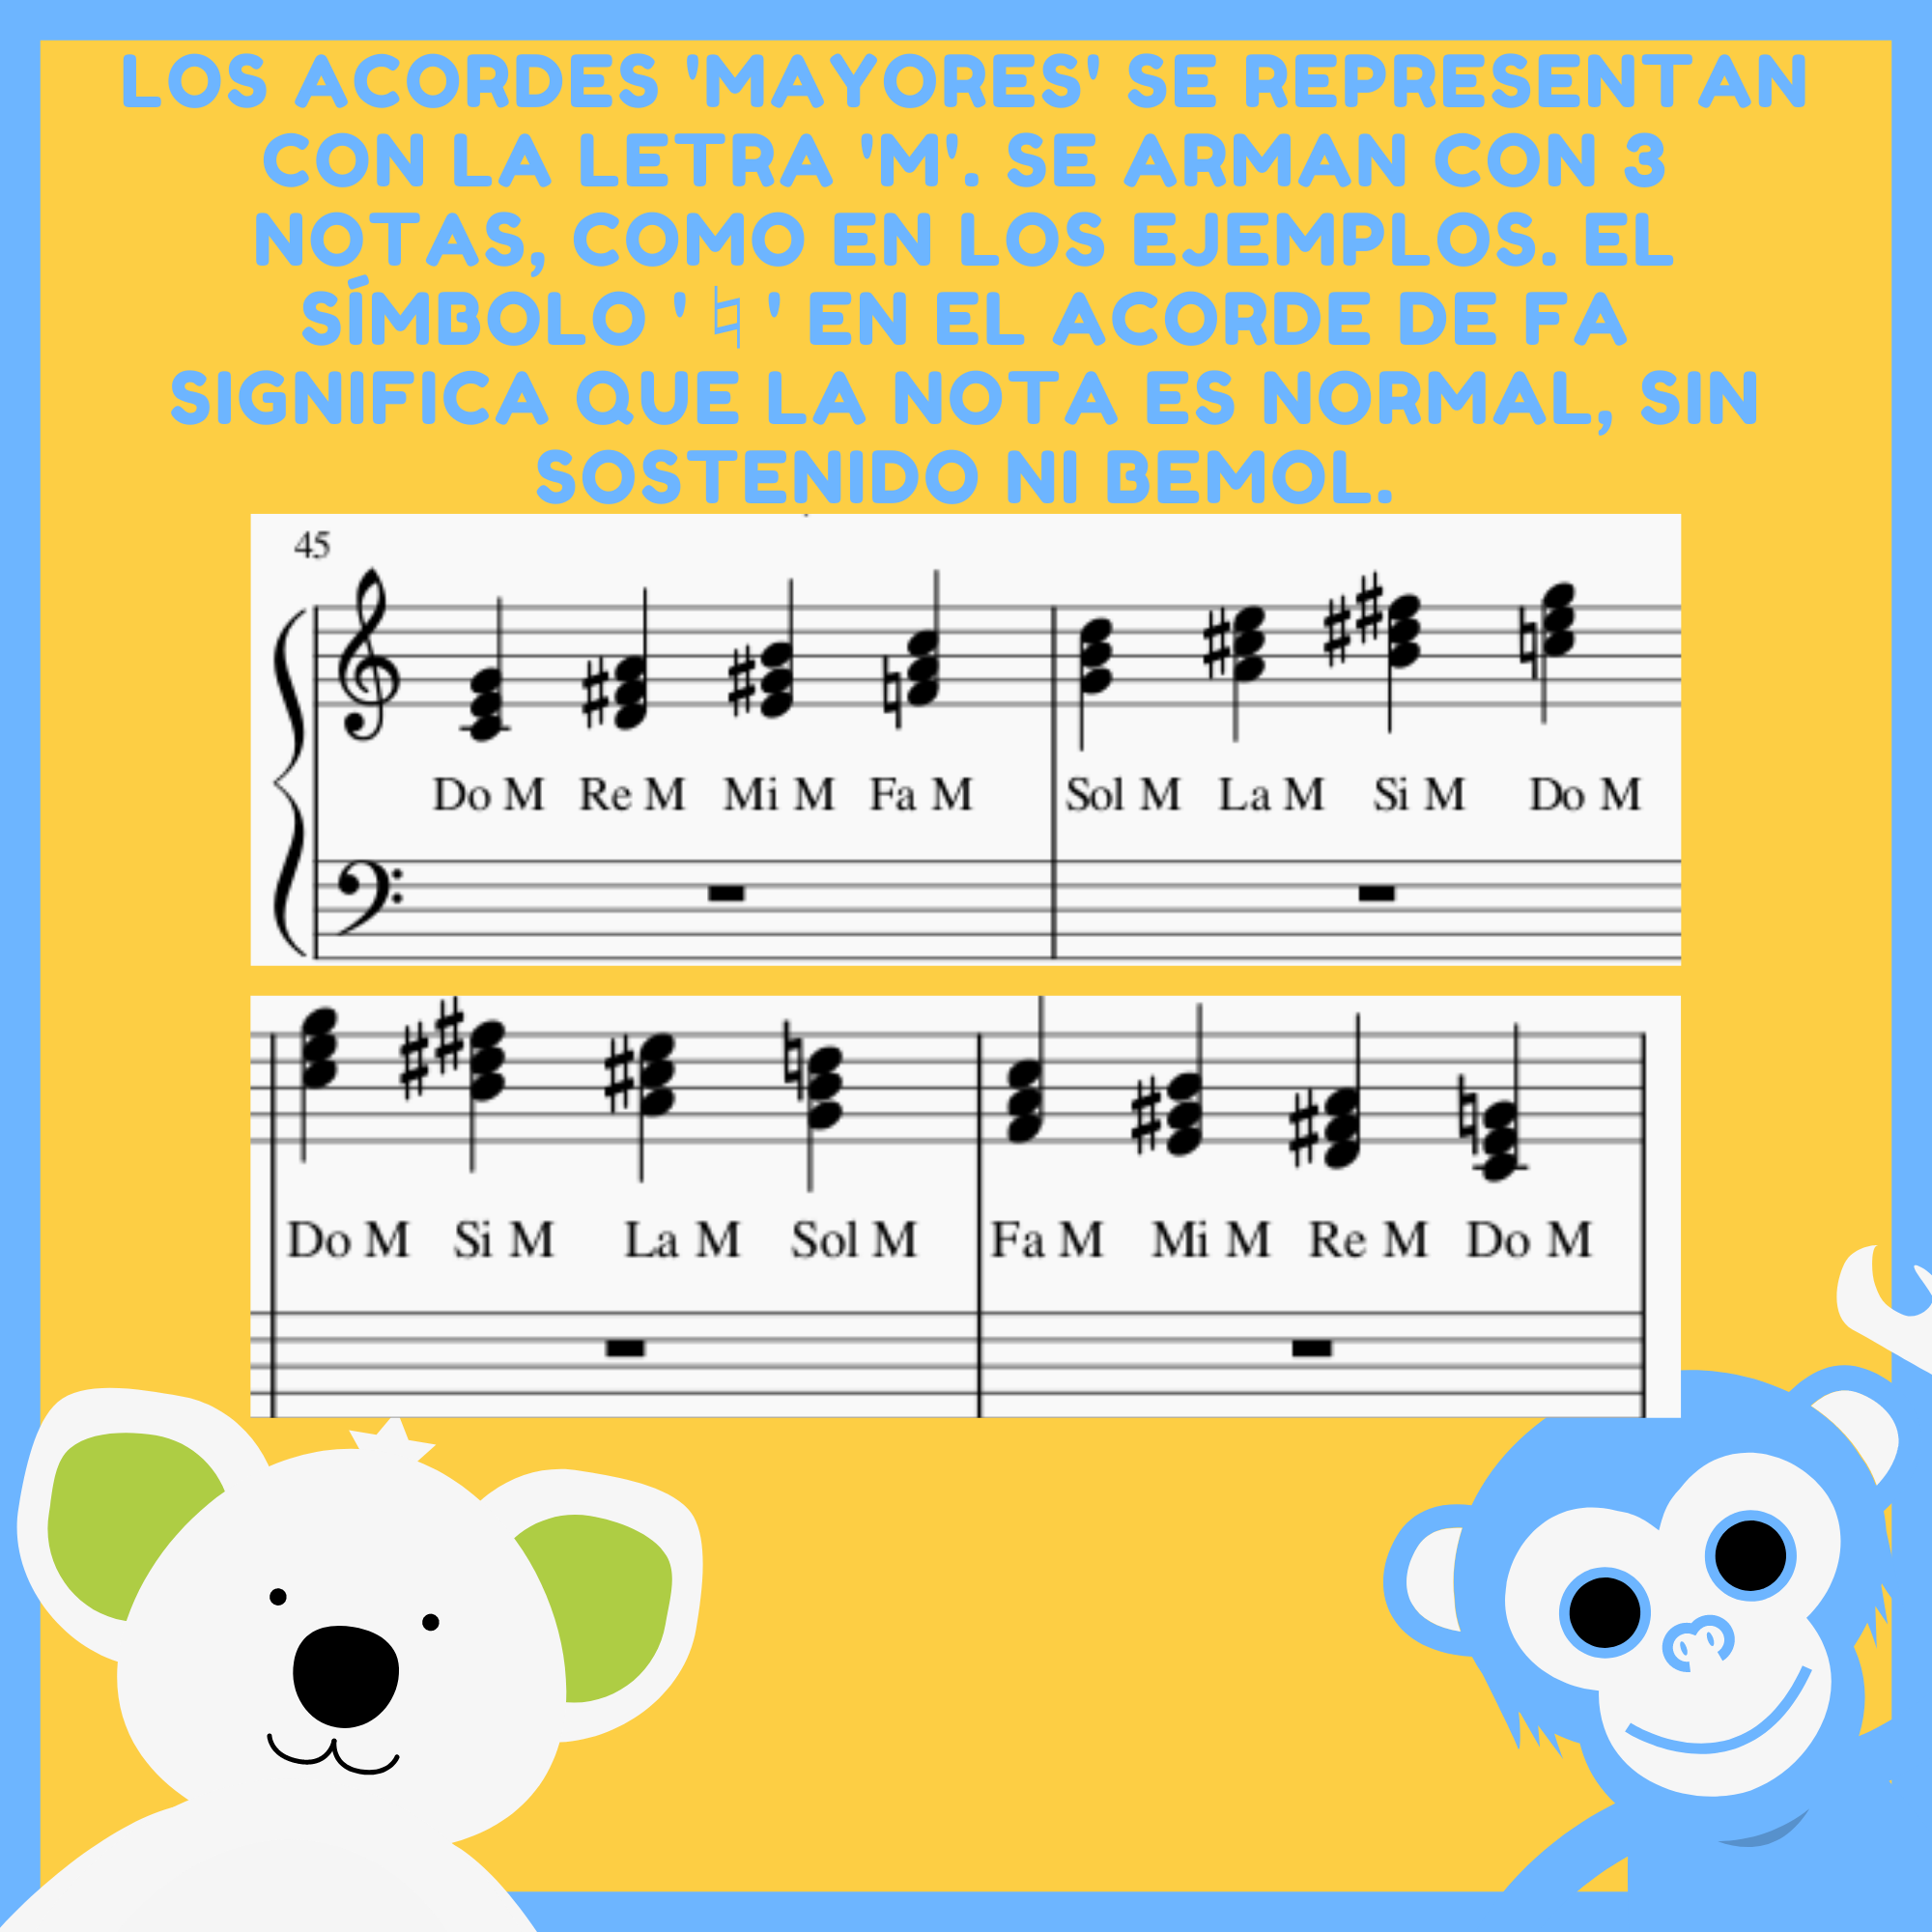 LOS ACORDES 'MAYORES' SE REPRESENTAN
CON LA LETRA 'M'. SE ARMAN CON 3
NOTAS, COMO EN LOS EJEMPLOS. EL
SÍMBOLO ' ♮ ' EN EL ACORDE DE FA
SIGNIFICA QUE LA NOTA ES NORMAL, SIN
SOSTENIDO NI BEMOL.
45
Do M Re M Mi M Fa M Sol M La M Si M Do M
Do M Si M La M Sol M Fa M Mi M Re M Do M